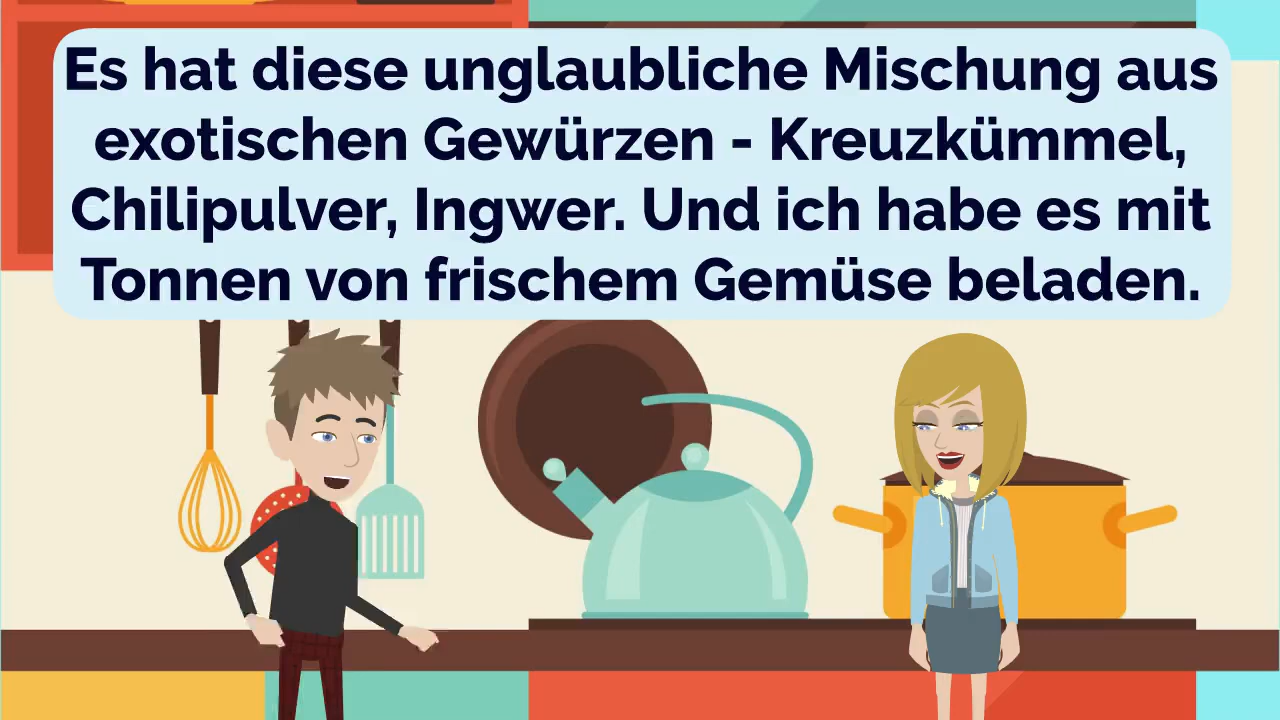 Es hat diese unglaubliche Mischung aus
exotischen Gewürzen - Kreuzkümmel,
Chilipulver, Ingwer. Und ich habe es mit
Tonnen von frischem Gemüse beladen.